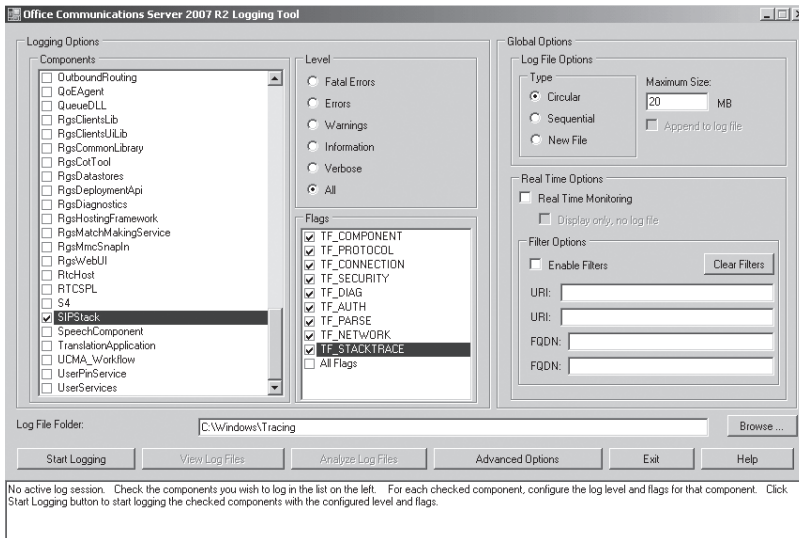 Office Communications Server 2007 R2 Logging Tool
Logging Options
Components
OutboundRouting
QoEAgent
QueueDLL
RgsClientsLib
RgsClientsUiLib
RgsCommonLibrary
RgsCotTool
RgsDatastores
RgsDeploymentApi
RgsDiagnostics
RgsHostingFramework
RgsMatchMakingService
RgsMmcSnapIn
RgsWebUI
RtcHost
RTCSPL
S4
SIPStack
SpeechComponent
TranslationApplication
UCMA_Workflow
UserPinService
UserServices
Level
Fatal Errors
Errors
Warnings
Information
Verbose
All
Flags
TF_COMPONENT
TF_PROTOCOL
TF_CONNECTION
TF_SECURITY
TF_DIAG
TF_AUTH
TF_PARSE
TF_NETWORK
TF_STACKTRACE
All Flags
Global Options
Log File Options
Type
Circular
Sequential
New File
Maximum Size:
20 MB
Append to log file
Real Time Options
Real Time Monitoring
Display only, no log file
Filter Options
Enable Filters
Clear Filters
URI:
URI:
FQDN:
FQDN:
Log File Folder: C:\Windows\Tracing Browse ...
Start Logging View Log Files Analyze Log Files Advanced Options Exit Help
No active log session. Check the components you wish to log in the list on the left. For each checked component, configure the log level and flags for that component. Click
Start Logging button to start logging the checked components with the configured level and flags.